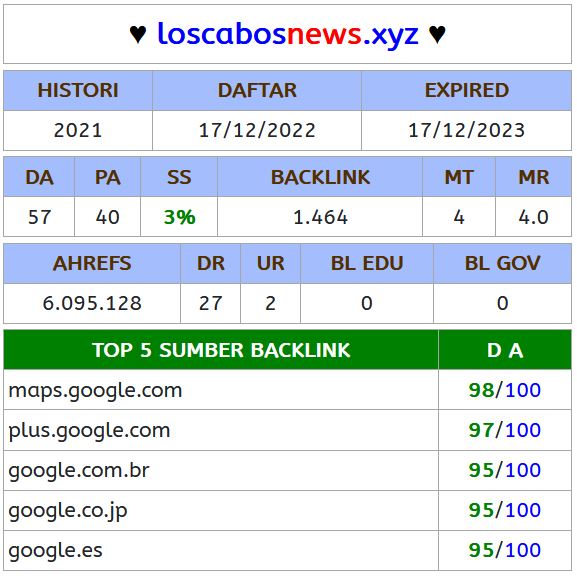 ♥ loscabosnews.xyz ♥
HISTORI DAFTAR EXPIRED
2021 17/12/2022 17/12/2023
DA PA SS BACKLINK MT MR
57 40 3% 1.464 4 4.0
AHREFS DR UR BL EDU BL GOV
6.095.128 27 2 0 0
TOP 5 SUMBER BACKLINK D A
maps.google.com 98/100
plus.google.com 97/100
google.com.br 95/100
google.co.jp 95/100
google.es 95/100